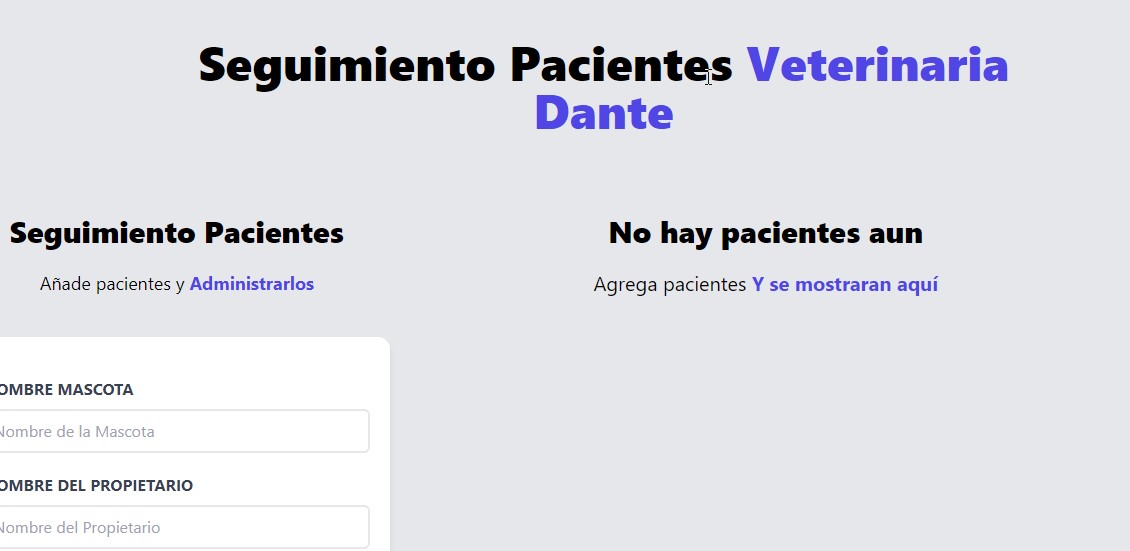 Seguimiento Pacientes Veterinaria
Dante
Seguimiento Pacientes
Añade pacientes y Administrarlos
No hay pacientes aun
Agrega pacientes Y se mostraran aquí
OMBRE MASCOTA
Nombre de la Mascota
OMBRE DEL PROPIETARIO
Nombre del Propietario